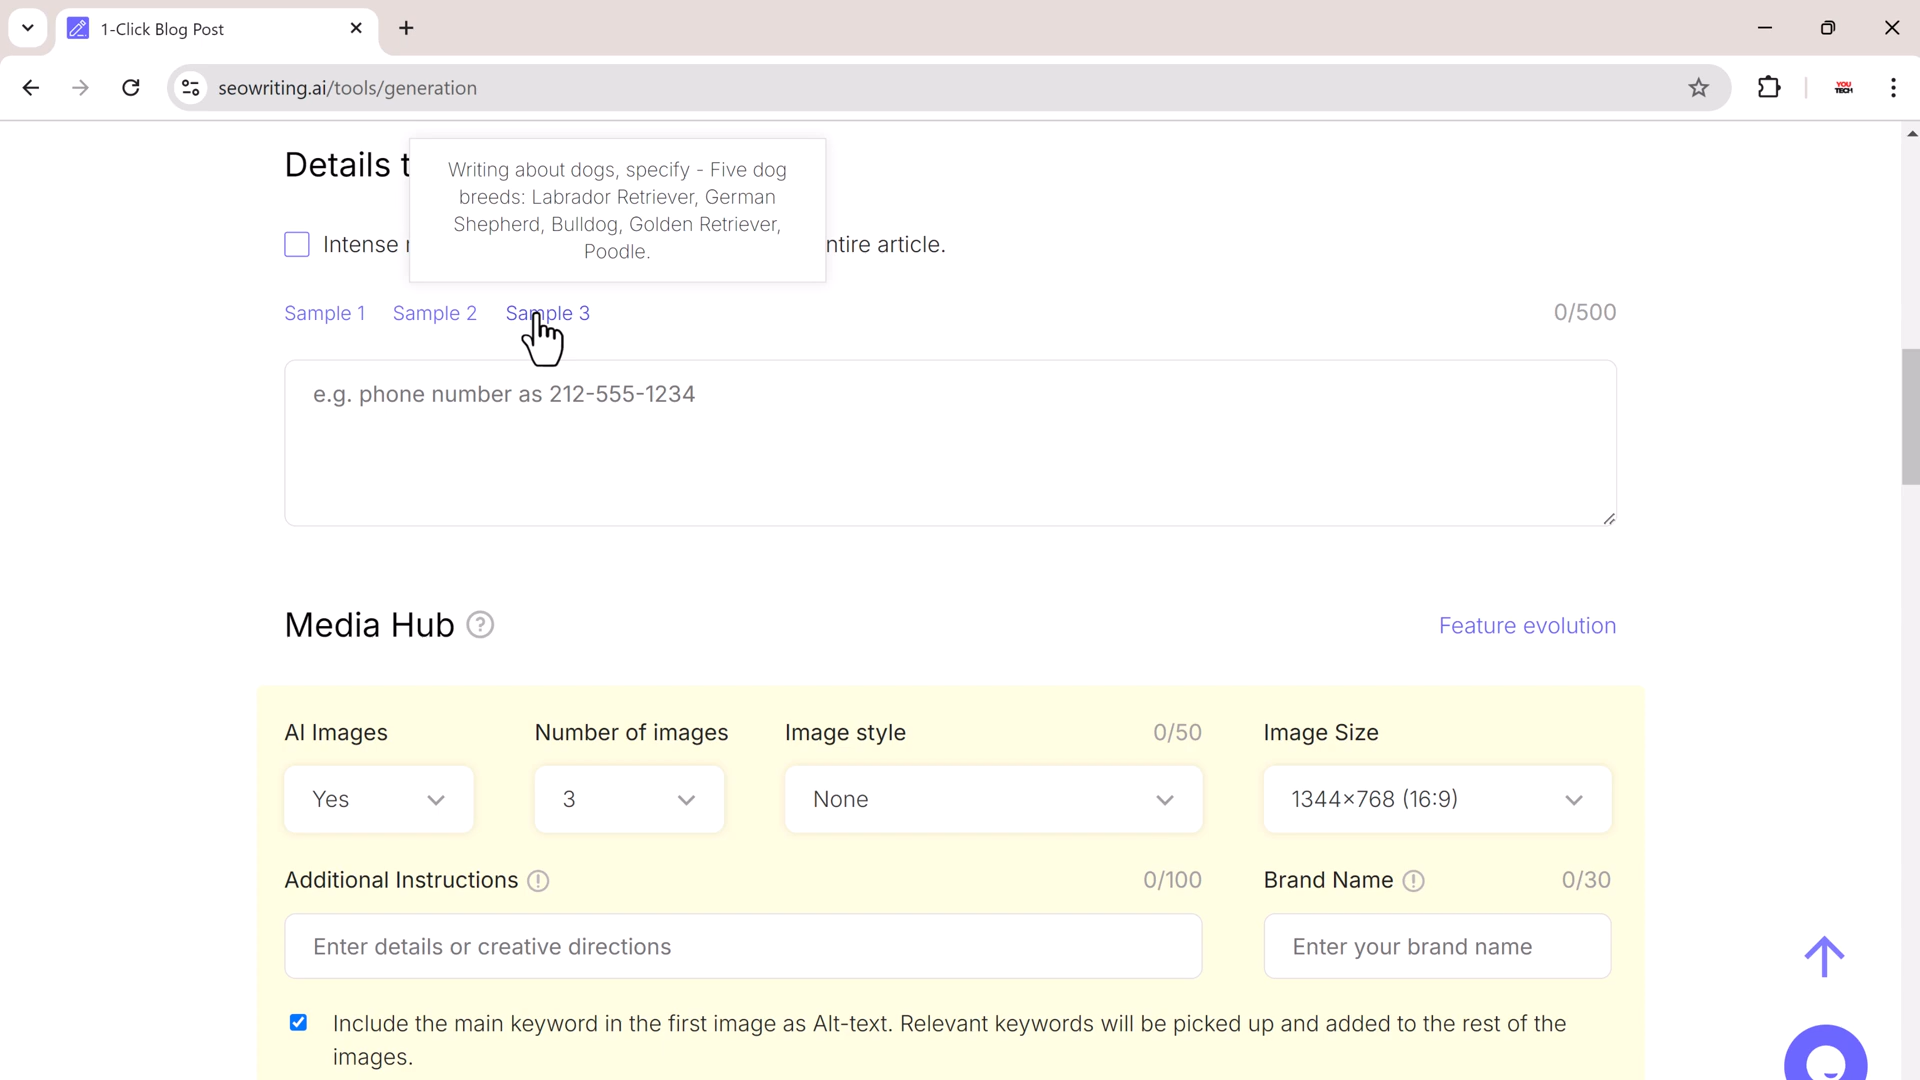 1-Click Blog Post
seowriting.ai/tools/generation
YOU
TECH
Details t
Writing about dogs, specify - Five dog
breeds: Labrador Retriever, German
Shepherd, Bulldog, Golden Retriever,
Poodle.
Intense r ntire article.
Sample 1 Sample 2 Sample 3 0/500
e.g. phone number as 212-555-1234
Media Hub ? Feature evolution
AI Images Number of images Image style 0/50 Image Size
Yes 3 None 1344×768 (16:9)
Additional Instructions 0/100 Brand Name 0/30
Enter details or creative directions Enter your brand name
Include the main keyword in the first image as Alt-text. Relevant keywords will be picked up and added to the rest of the
images.